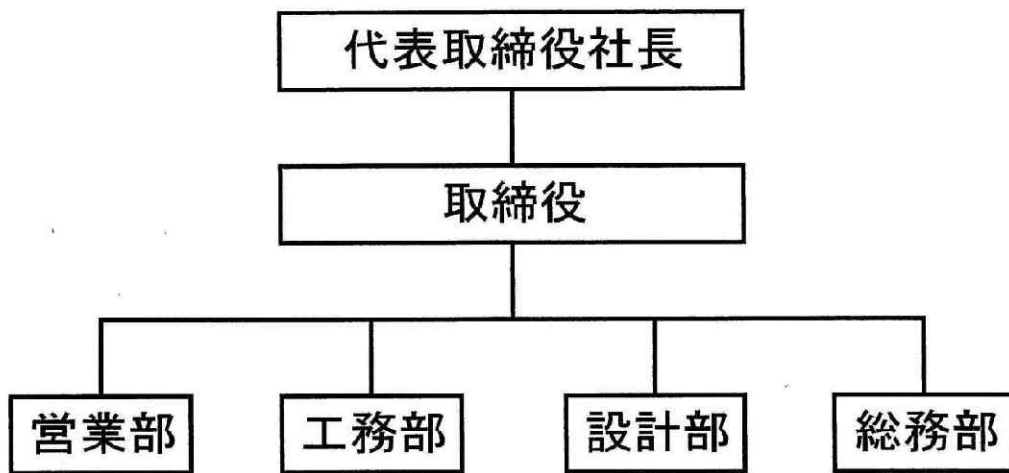 代表取締役社長
取締役
営業部
工務部
設計部
総務部